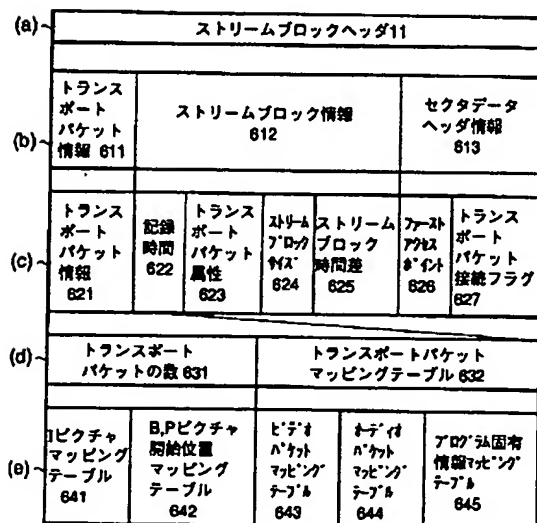 (a)
ストリームブロックヘッダ11
(b)
トランス
ポート
パケット
情報 611
ストリームブロック情報
612
セクタデータ
ヘッダ情報
613
(c)
トランス
ポート
パケット
情報
621
記録
時間
622
トランス
ポート
パケット
属性
623
ストリーム
ブロック
サイズ
624
ストリーム
ブロック
時間差
625
ファースト
アクセス
ポイント
626
トランス
ポート
パケット
接続フラグ
627
(d)
トランスポート
パケットの数 631
トランスポートパケット
マッピングテーブル 632
(e)
Iピクチャ
マッピング
テーブル
641
B,Pピクチャ
開始位置
マッピング
テーブル
642
ビデオ
パケット
マッピング
テーブル
643
オーディオ
パケット
マッピング
テーブル
644
プログラム固有
情報マッピング
テーブル
645